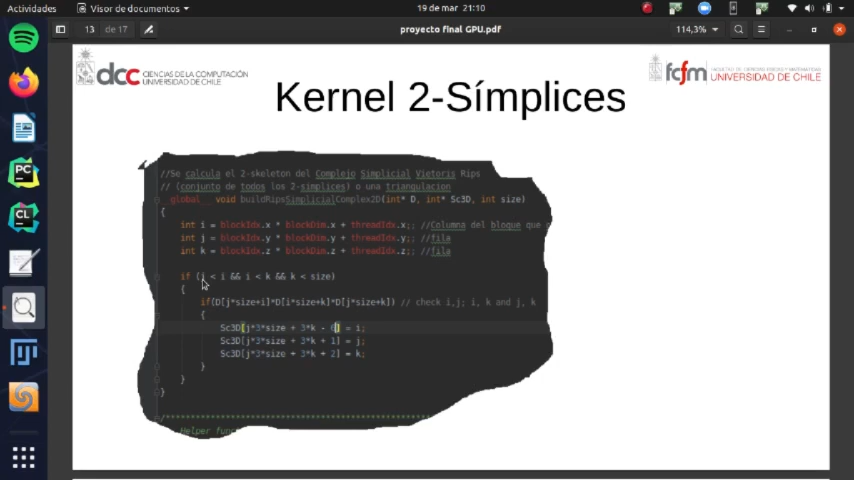 Actividades
Visor de documentos
19 de mar 21:10
13 de 17
proyecto final GPU.pdf
114,3%
dcc CIENCIAS DE LA COMPUTACIÓN
UNIVERSIDAD DE CHILE
fcfm
UNIVERSIDAD DE CHILE
Kernel 2-Símplices
//Se calcula el 2-skeleton del Complejo Simplicial Vietoris Rips
// (conjunto de todos los 2-simplices) o una triangulacion
__global__ void buildRipsSimplicialComplex2D(int* D, int* Sc3D, int size)
{
int i = blockIdx.x * blockDim.x + threadIdx.x;; //Columna del bloque que
int j = blockIdx.y * blockDim.y + threadIdx.y;; //fila
int k = blockIdx.z * blockDim.z + threadIdx.z;; //fila
if (j < i && i < k && k < size)
{
if(D[j*size+i]*D[i*size+k]*D[j*size+k]) // check i,j; i, k and j, k
{
Sc3D[j*3*size + 3*k - 0] = i;
Sc3D[j*3*size + 3*k + 1] = j;
Sc3D[j*3*size + 3*k + 2] = k;
}
}
}
/****************************************
Helper func